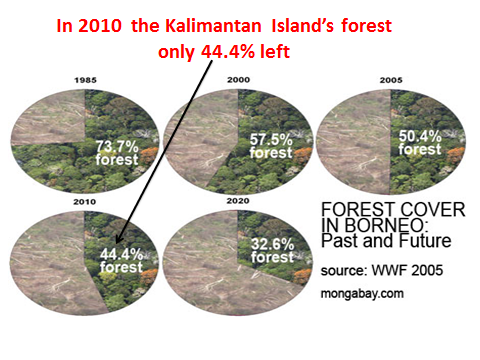 In 2010 the Kalimantan Island's forest
only 44.4% left
1985
2000
2005
73.7%
forest
57.5%
forest
50.4%
forest
2010
2020
44.4%
forest
32.6%
forest
FOREST COVER
IN BORNEO:
Past and Future
source: WWF 2005
mongabay.com